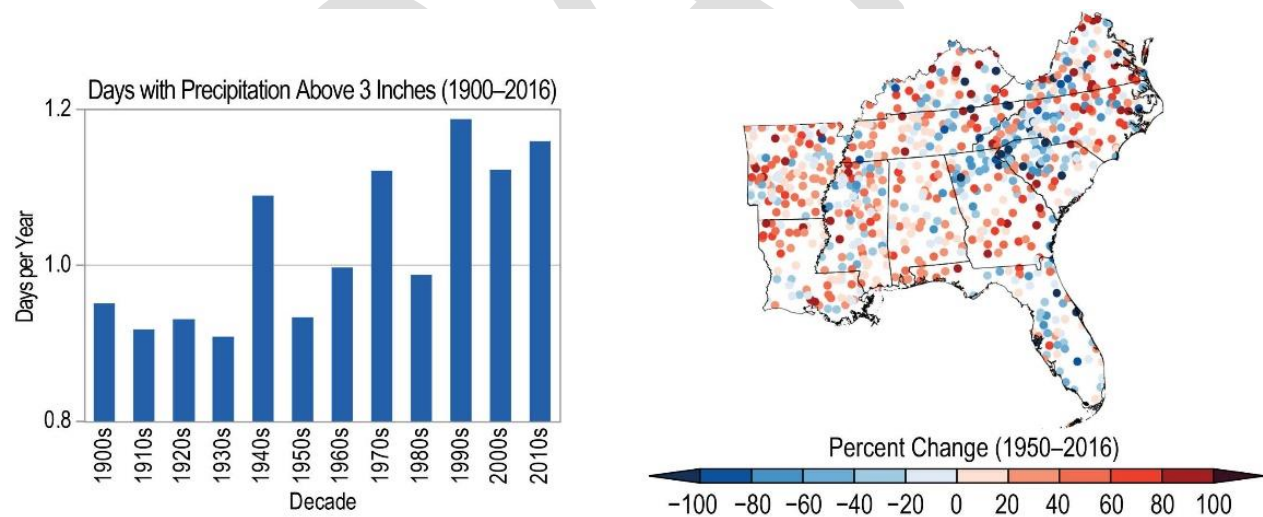 Days with Precipitation Above 3 Inches (1900–2016)
1.2
1.0
0.8
Days per Year
1900s
1910s
1920s
1930s
1940s
1950s
1960s
1970s
1980s
1990s
2000s
2010s
Decade
Percent Change (1950–2016)
−100 −80 −60 −40 −20 0 20 40 60 80 100